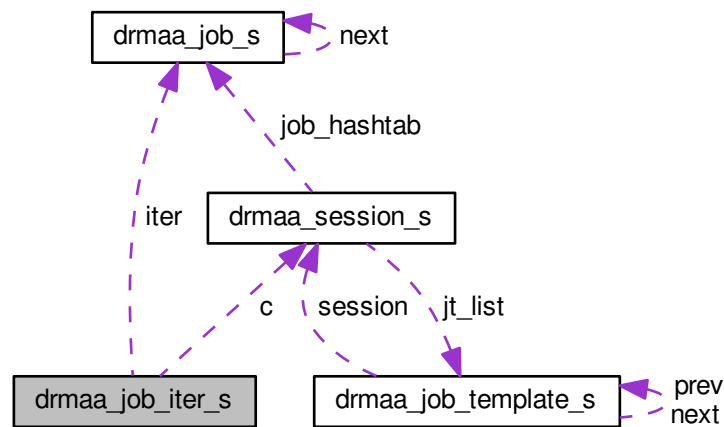 drmaa_job_s
next
job_hashtab
iter
drmaa_session_s
c
session
jt_list
drmaa_job_iter_s
drmaa_job_template_s
prev
next